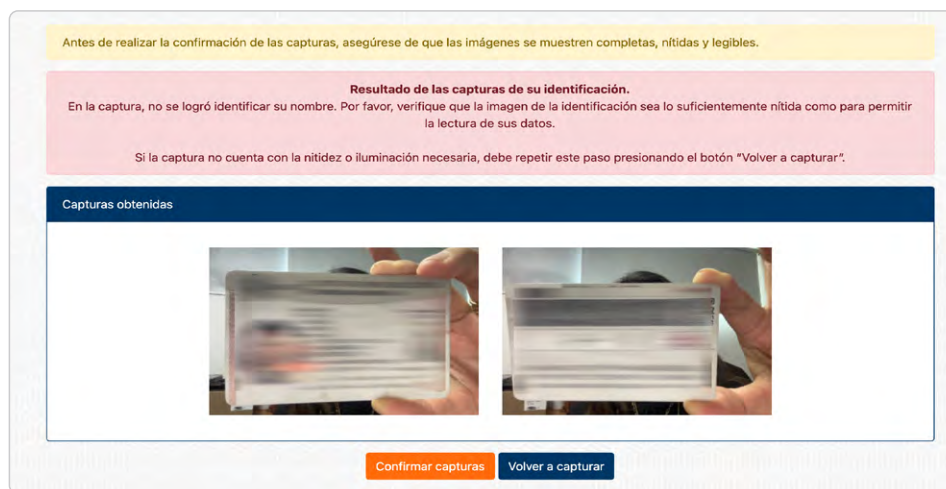 Antes de realizar la confirmación de las capturas, asegúrese de que las imágenes se muestren completas, nítidas y legibles.
Resultado de las capturas de su identificación.
En la captura, no se logró identificar su nombre. Por favor, verifique que la imagen de la identificación sea lo suficientemente nítida como para permitir
la lectura de sus datos.
Si la captura no cuenta con la nitidez o iluminación necesaria, debe repetir este paso presionando el botón "Volver a capturar".
Capturas obtenidas
Confirmar capturas
Volver a capturar